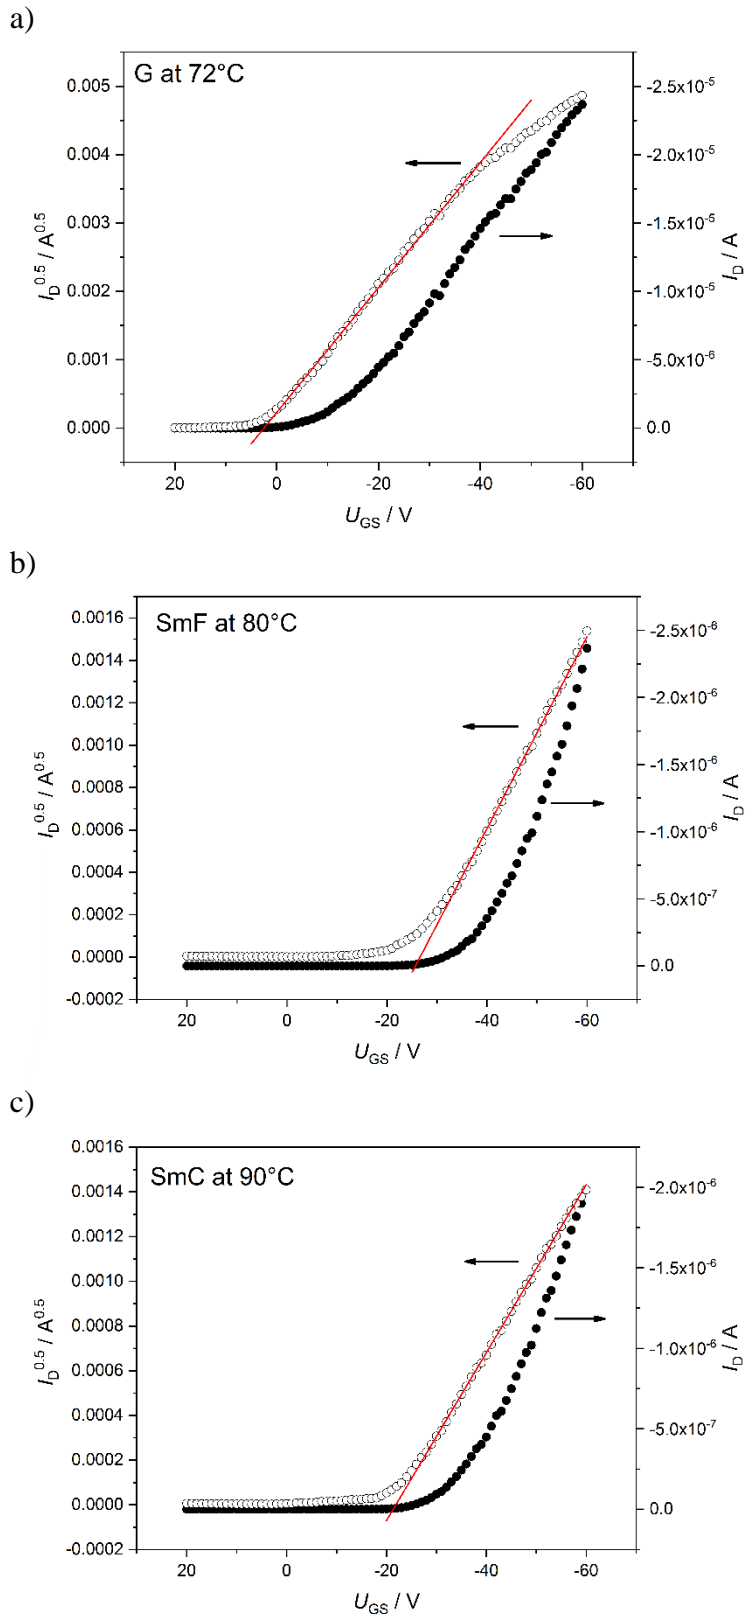 a)
G at 72°C
0.005
0.004
0.003
0.002
0.001
0.000
I_D^0.5 / A^0.5
-2.5x10^-5
-2.0x10^-5
-1.5x10^-5
-1.0x10^-5
-5.0x10^-6
0.0
I_D / A
20 0 -20 -40 -60
U_GS / V
b)
SmF at 80°C
0.0016
0.0014
0.0012
0.0010
0.0008
0.0006
0.0004
0.0002
0.0000
-0.0002
I_D^0.5 / A^0.5
-2.5x10^-6
-2.0x10^-6
-1.5x10^-6
-1.0x10^-6
-5.0x10^-7
0.0
I_D / A
20 0 -20 -40 -60
U_GS / V
c)
SmC at 90°C
0.0016
0.0014
0.0012
0.0010
0.0008
0.0006
0.0004
0.0002
0.0000
-0.0002
I_D^0.5 / A^0.5
-2.0x10^-6
-1.5x10^-6
-1.0x10^-6
-5.0x10^-7
0.0
I_D / A
20 0 -20 -40 -60
U_GS / V